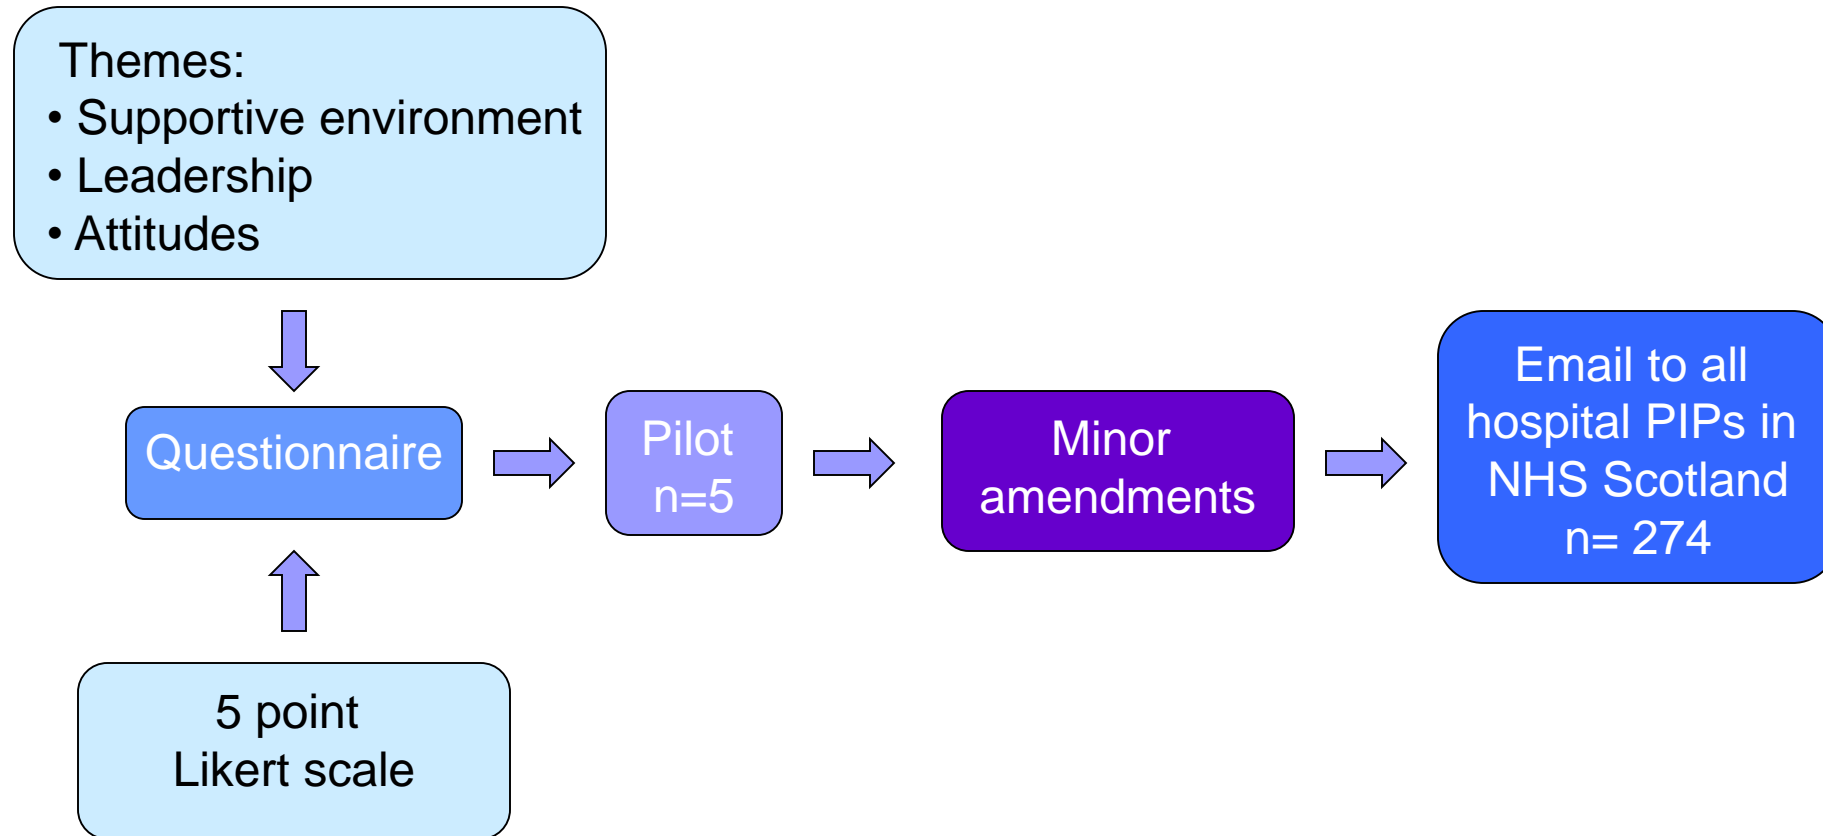 Themes:
• Supportive environment
• Leadership
• Attitudes
Questionnaire
5 point
Likert scale
Pilot
n=5
Minor
amendments
Email to all
hospital PIPs in
NHS Scotland
n= 274